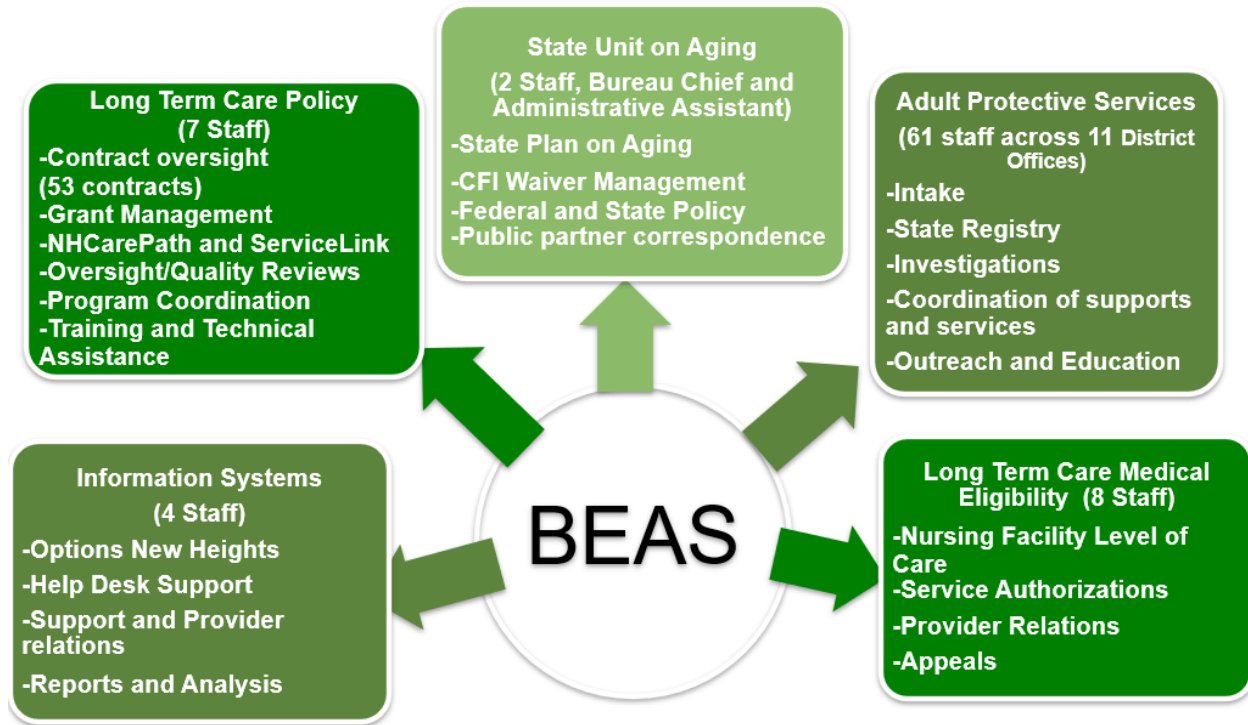 State Unit on Aging
(2 Staff, Bureau Chief and
Administrative Assistant)
-State Plan on Aging
-CFI Waiver Management
-Federal and State Policy
-Public partner correspondence
Long Term Care Policy
(7 Staff)
-Contract oversight
(53 contracts)
-Grant Management
-NHCarePath and ServiceLink
-Oversight/Quality Reviews
-Program Coordination
-Training and Technical
Assistance
Adult Protective Services
(61 staff across 11 District
Offices)
-Intake
-State Registry
-Investigations
-Coordination of supports
and services
-Outreach and Education
Information Systems
(4 Staff)
-Options New Heights
-Help Desk Support
-Support and Provider
relations
-Reports and Analysis
BEAS
Long Term Care Medical
Eligibility (8 Staff)
-Nursing Facility Level of
Care
-Service Authorizations
-Provider Relations
-Appeals